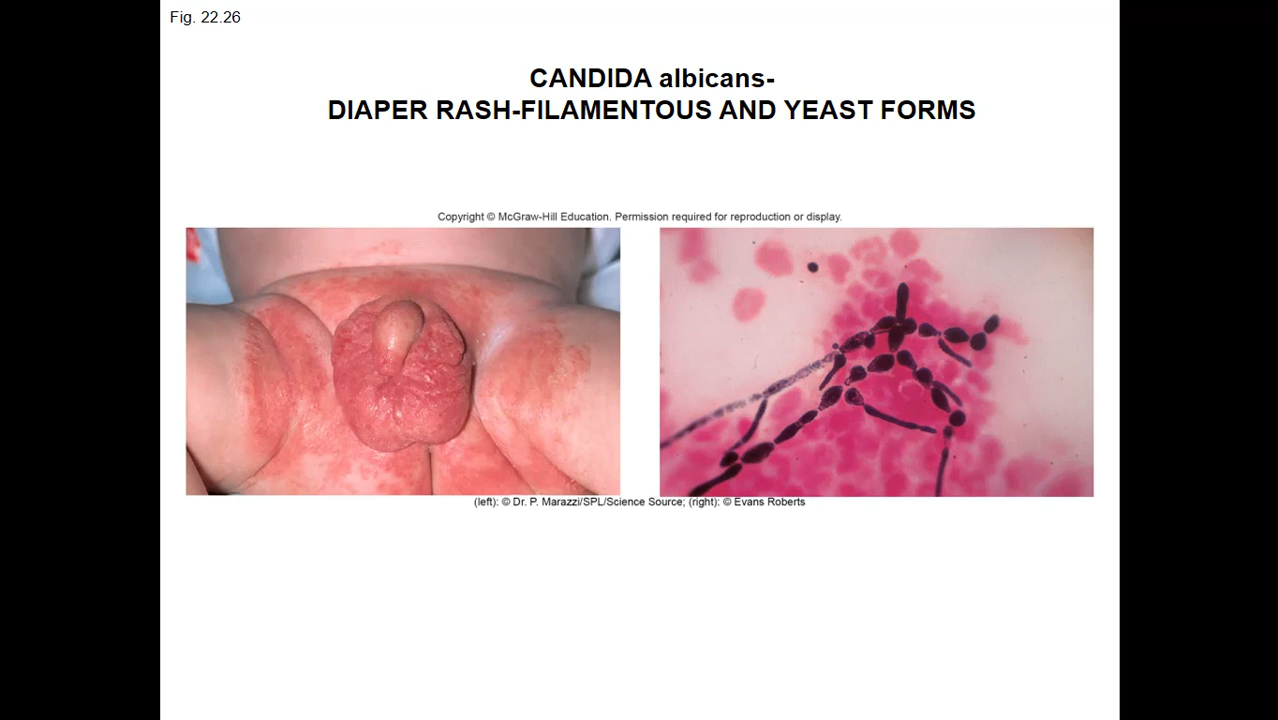 Fig. 22.26
CANDIDA albicans-
DIAPER RASH-FILAMENTOUS AND YEAST FORMS
Copyright © McGraw-Hill Education. Permission required for reproduction or display.
(left): © Dr. P. Marazzi/SPL/Science Source; (right): © Evans Roberts